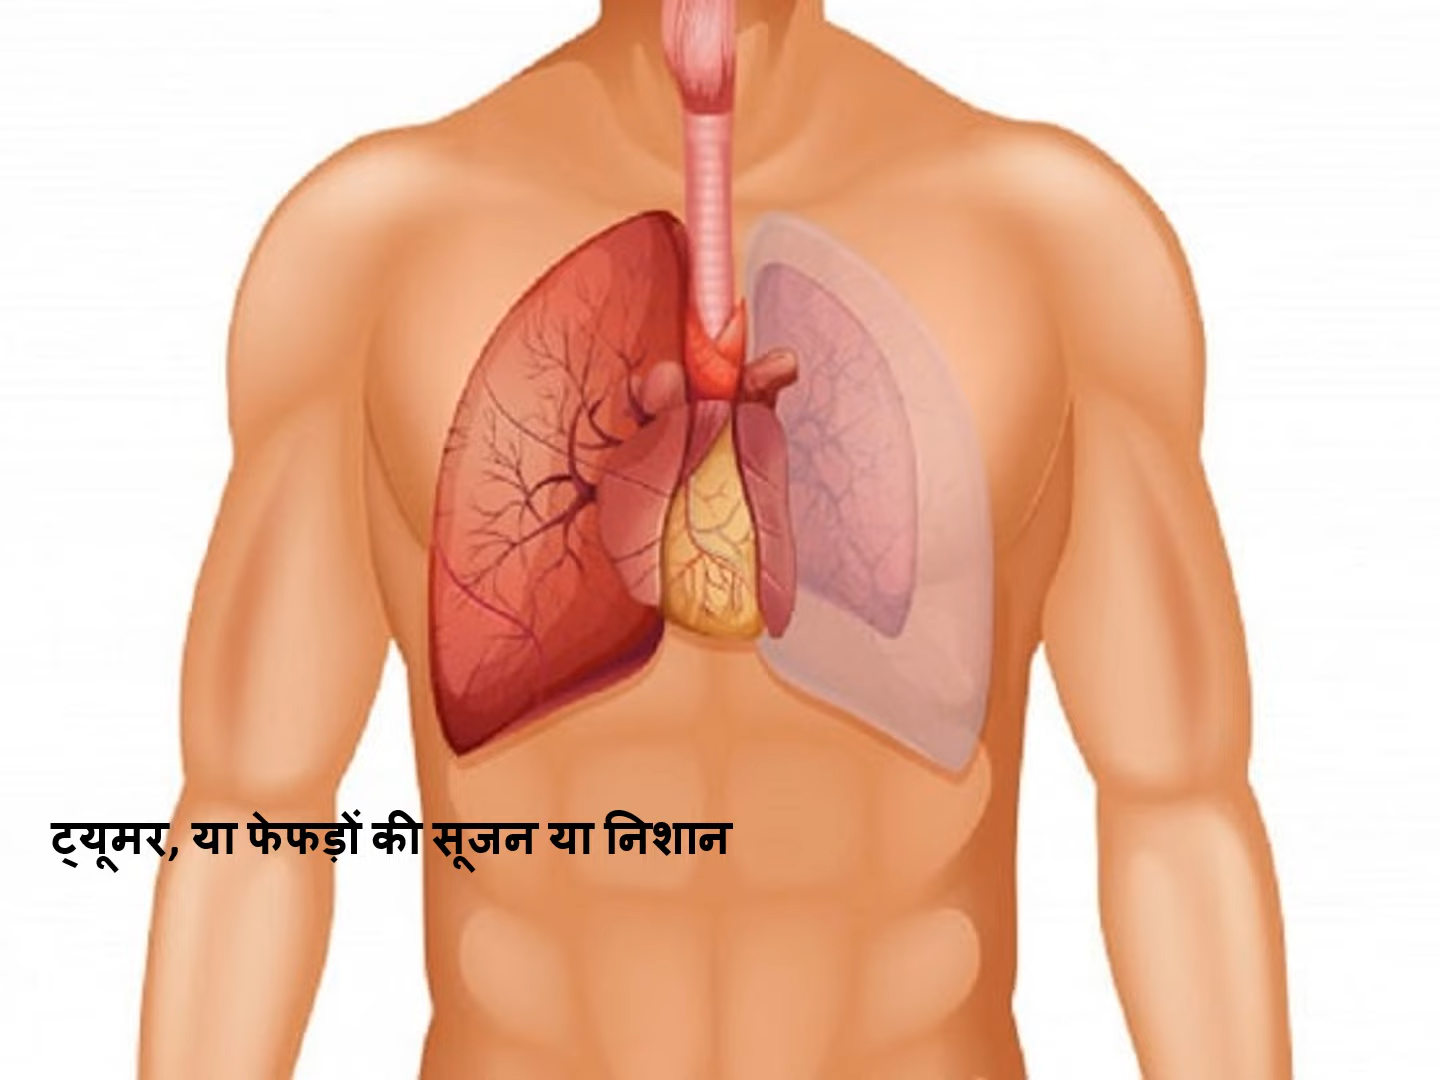 ट्यूमर, या फेफड़ों की सूजन या निशान